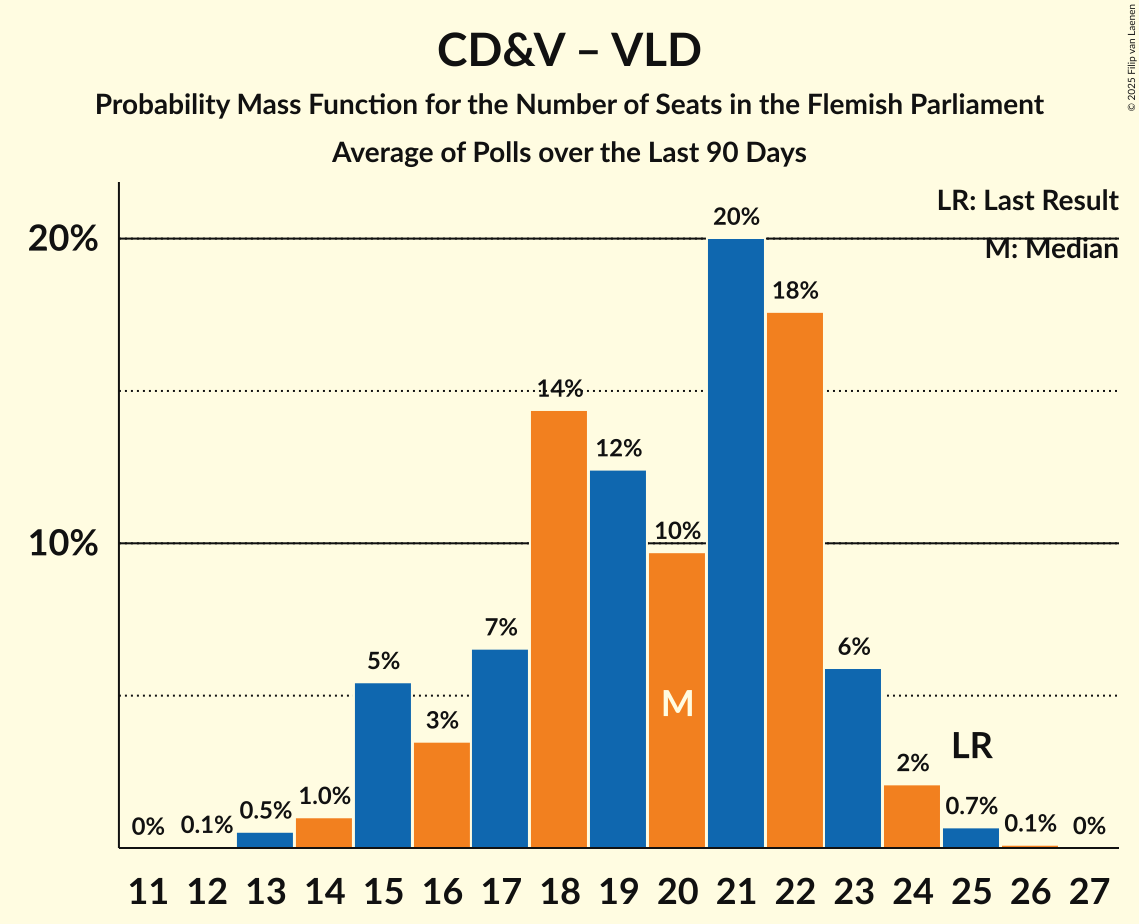 CD&V – VLD
Probability Mass Function for the Number of Seats in the Flemish Parliament
Average of Polls over the Last 90 Days
© 2025 Filip van Laenen
LR: Last Result
M: Median
20%
10%
0%
0.1%
0.5%
1.0%
5%
3%
7%
14%
12%
10%
20%
18%
6%
2%
0.7%
0.1%
0%
M
LR
11 12 13 14 15 16 17 18 19 20 21 22 23 24 25 26 27